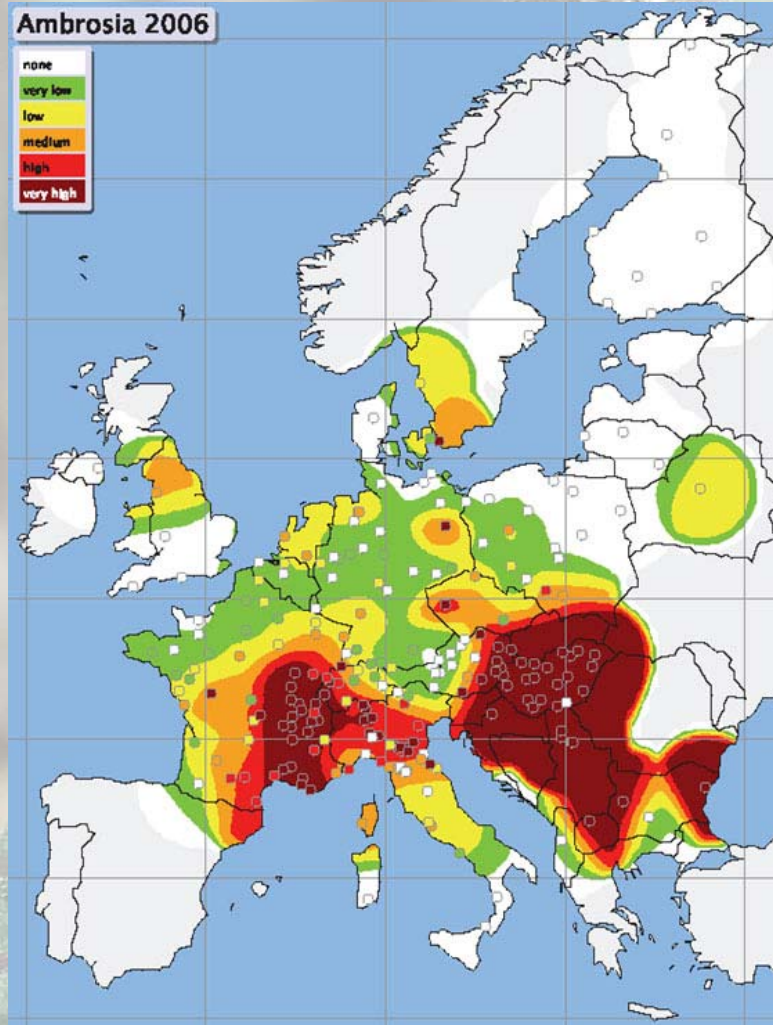 Ambrosia 2006
none
very low
low
medium
high
very high